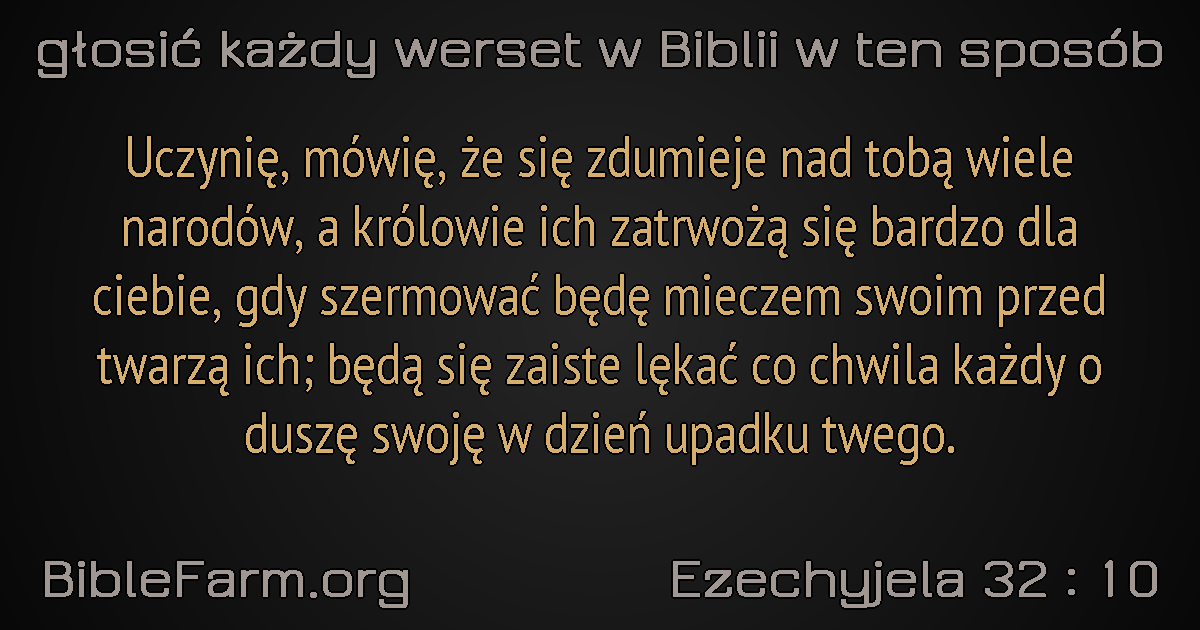 głosić każdy werset w Biblii w ten sposób
Uczynię, mówię, że się zdumieje nad tobą wiele
narodów, a królowie ich zatrwożą się bardzo dla
ciebie, gdy szermować będę mieczem swoim przed
twarzą ich; będą się zaiste lękać co chwila każdy o
duszę swoję w dzień upadku twego.
BibleFarm.org
Ezechyjela 32 : 10